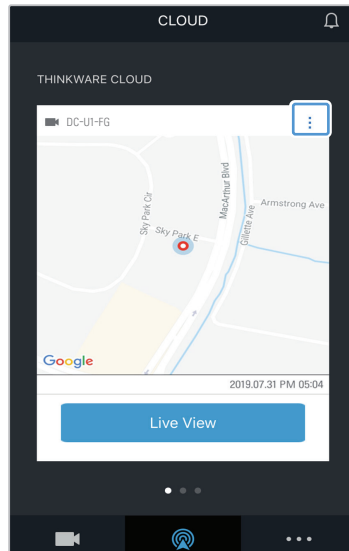 CLOUD
THINKWARE CLOUD
DC-U1-FG
MacArthur Blvd
Sky Park Cir
Armstrong Ave
Sky Park E
Gillette Ave
Google
2019.07.31 PM 05:04
Live View